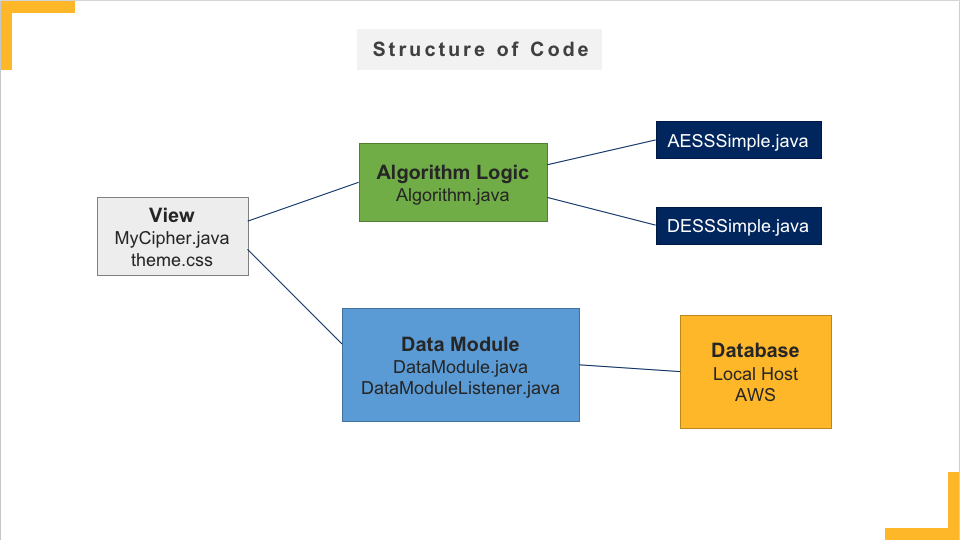 Structure of Code
AESSSimple.java
Algorithm Logic
Algorithm.java
View
MyCipher.java
theme.css
DESSSimple.java
Data Module
DataModule.java
DataModuleListener.java
Database
Local Host
AWS